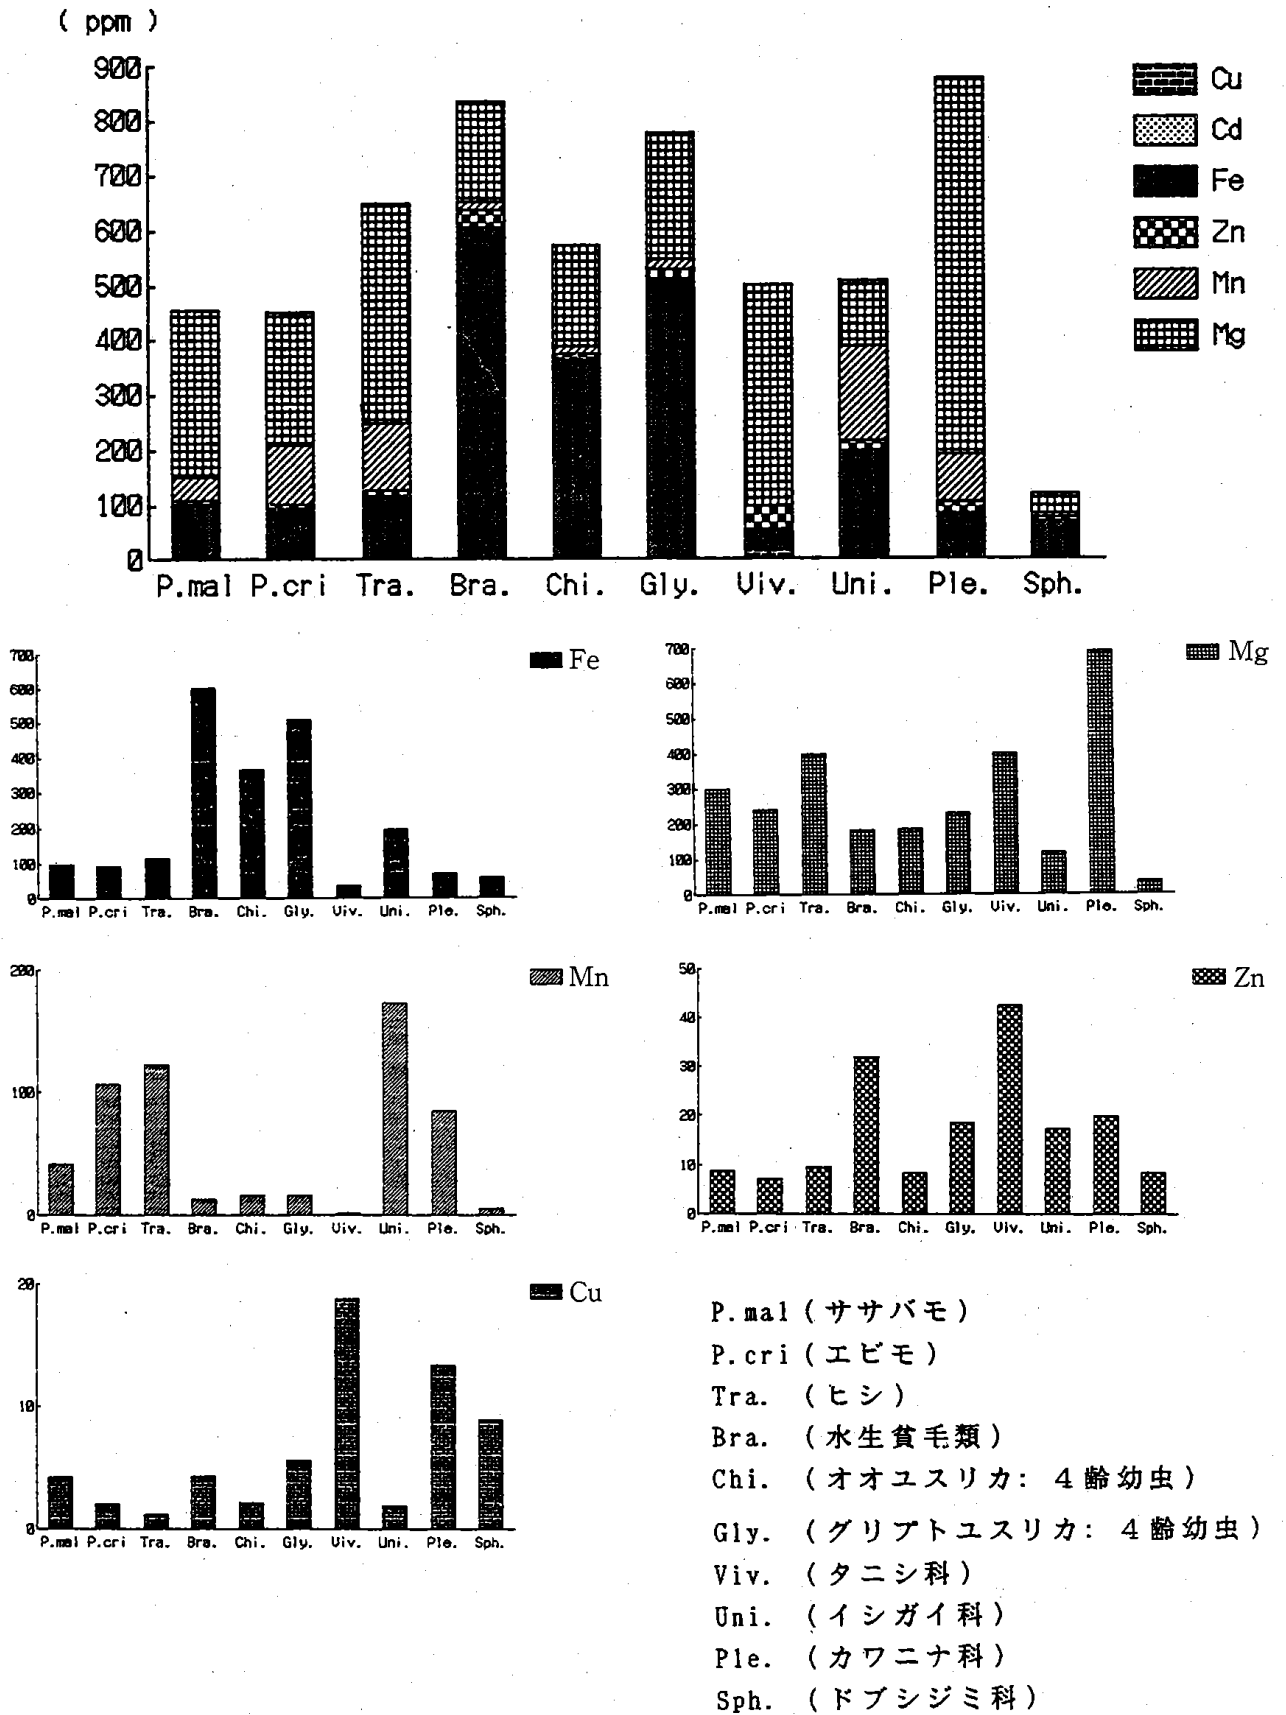 ( ppm )
900
800
700
600
500
400
300
200
100
0
P.mal P.cri Tra. Bra. Chi. Gly. Viv. Uni. Ple. Sph.
Cu
Cd
Fe
Zn
Mn
Mg
700
600
500
400
300
200
100
0
P.mal P.cri Tra. Bra. Chi. Gly. Viv. Uni. Ple. Sph.
Fe
700
600
500
400
300
200
100
0
P.mal P.cri Tra. Bra. Chi. Gly. Viv. Uni. Ple. Sph.
Mg
200
100
0
P.mal P.cri Tra. Bra. Chi. Gly. Viv. Uni. Ple. Sph.
Mn
50
40
30
20
10
0
P.mal P.cri Tra. Bra. Chi. Gly. Viv. Uni. Ple. Sph.
Zn
20
10
0
P.mal P.cri Tra. Bra. Chi. Gly. Viv. Uni. Ple. Sph.
Cu
P.mal (ササバモ)
P.cri (エビモ)
Tra. (ヒシ)
Bra. (水生貧毛類)
Chi. (オオユスリカ: 4齢幼虫)
Gly. (グリプトユスリカ: 4齢幼虫)
Viv. (タニシ科)
Uni. (イシガイ科)
Ple. (カワニナ科)
Sph. (ドブシジミ科)